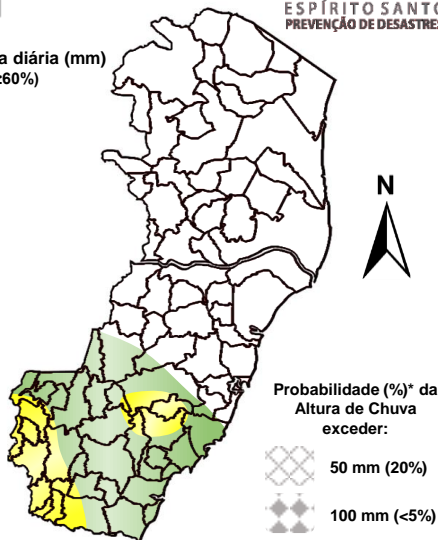 ESPÍRITO SANTO
PREVENÇÃO DE DESASTRES
a diária (mm)
60%)
N
Probabilidade (%)* da
Altura de Chuva
exceder:
50 mm (20%)
100 mm (<5%)